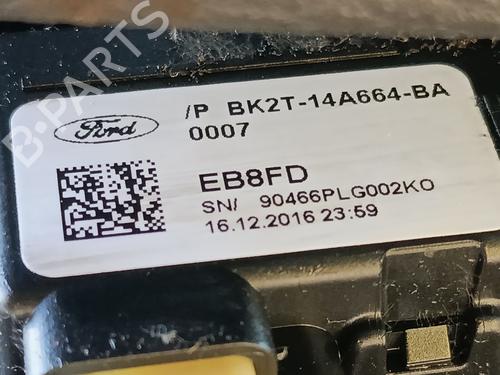 Ford
/P BK2T-14A664-BA
0007
EB8FD
SN/ 90466PLG002KO
16.12.2016 23:59
B-PARTS